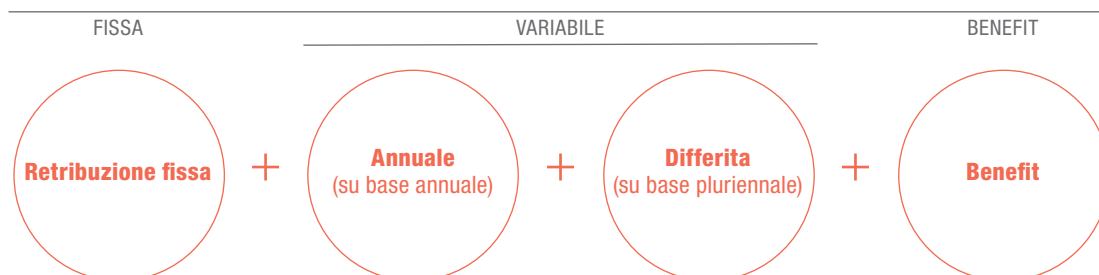 FISSA
VARIABILE
BENEFIT
Retribuzione fissa
+
Annuale
(su base annuale)
+
Differita
(su base pluriennale)
+
Benefit